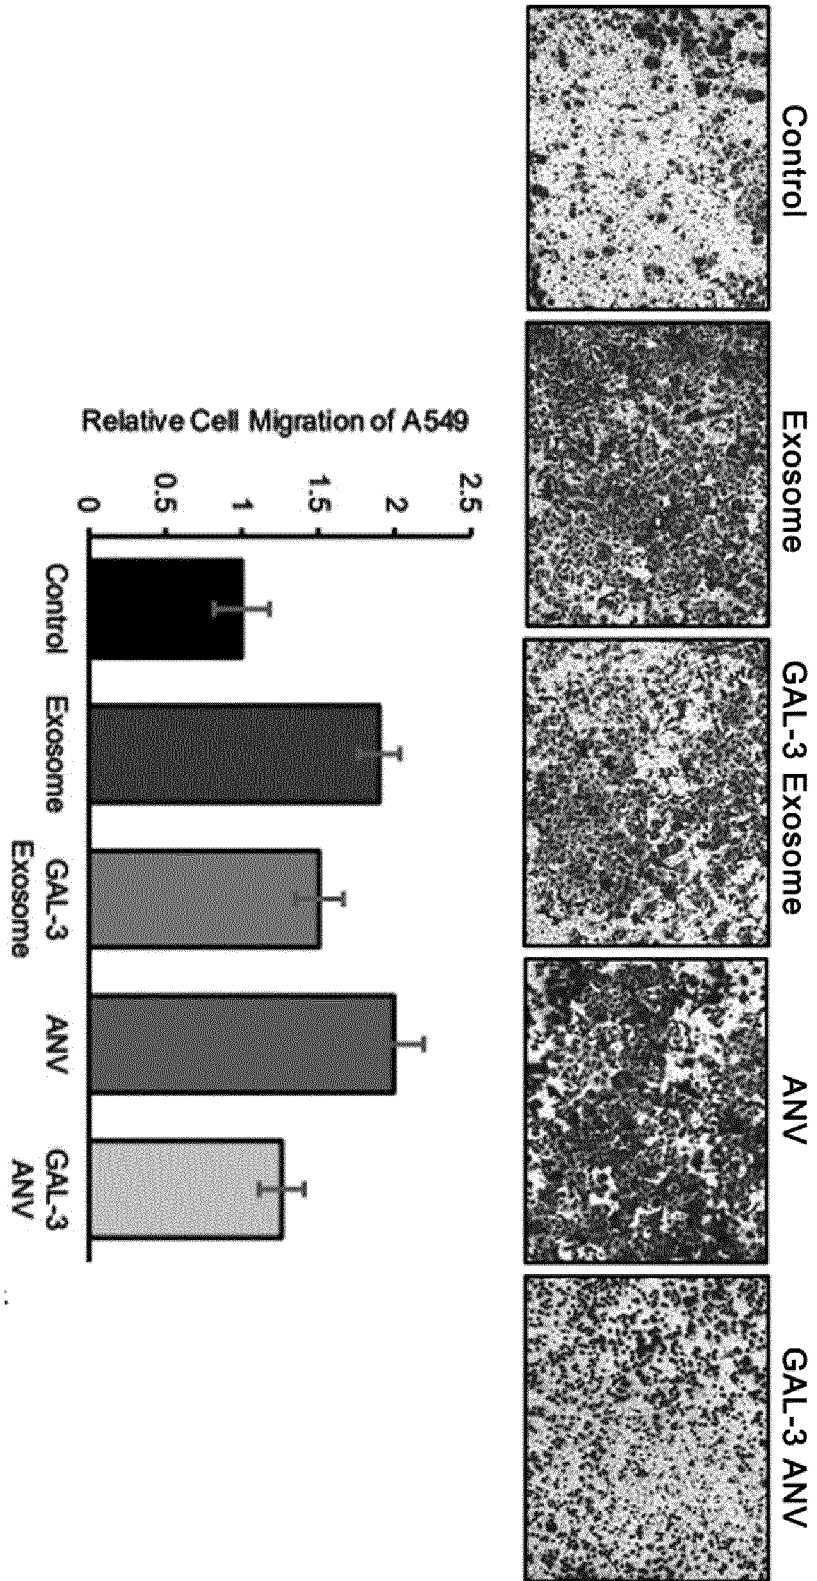 Control
Exosome
GAL-3 Exosome
ANV
GAL-3 ANV
Relative Cell Migration of A549
2.5
2
1.5
1
0.5
0
Control
Exosome
GAL-3
Exosome
ANV
GAL-3
ANV